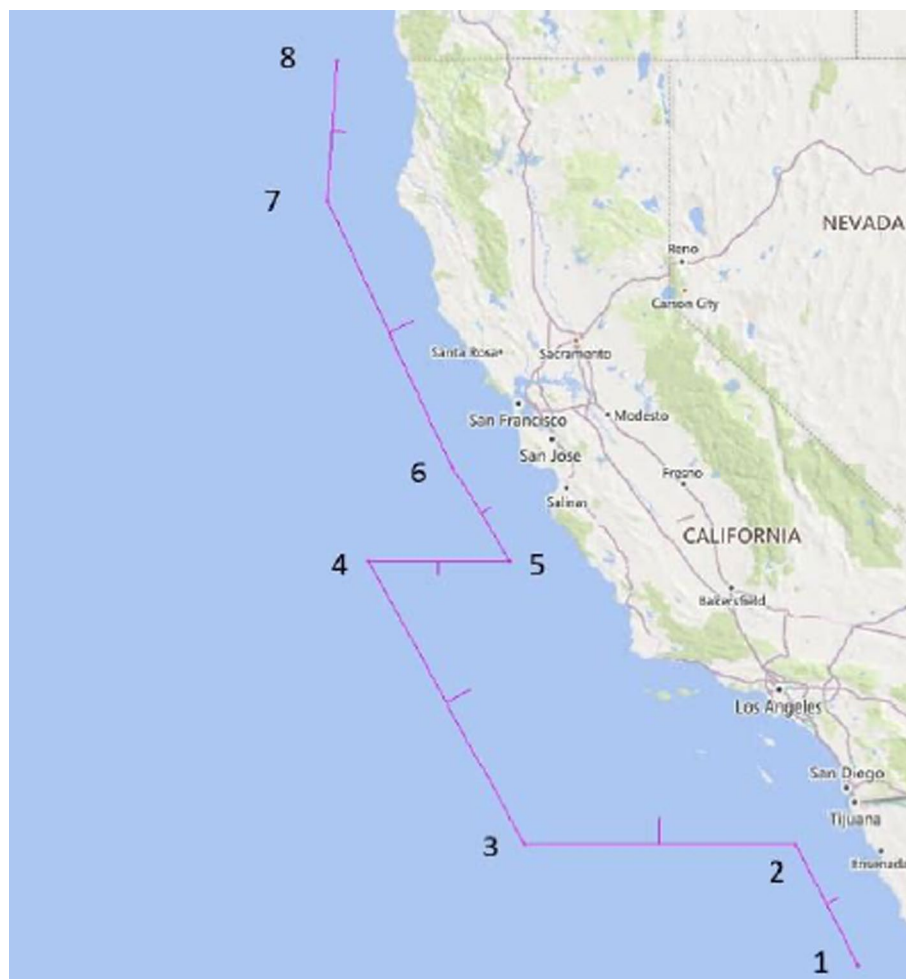 8
7
NEVADA
Reno
Carson City
Santa Rosa
Sacramento
San Francisco
Modesto
San Jose
6
Fresno
Salinas
CALIFORNIA
4
5
Bakersfield
Los Angeles
San Diego
Tijuana
3
2
Ensenada
1